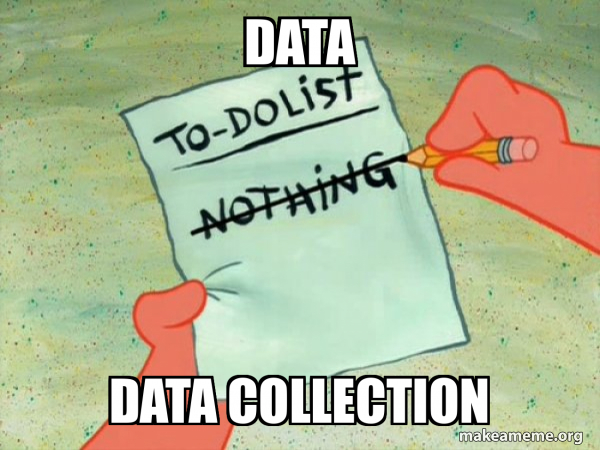 DATA
TO-DOLiST
NOTHiNG
DATA COLLECTION
makeameme.org